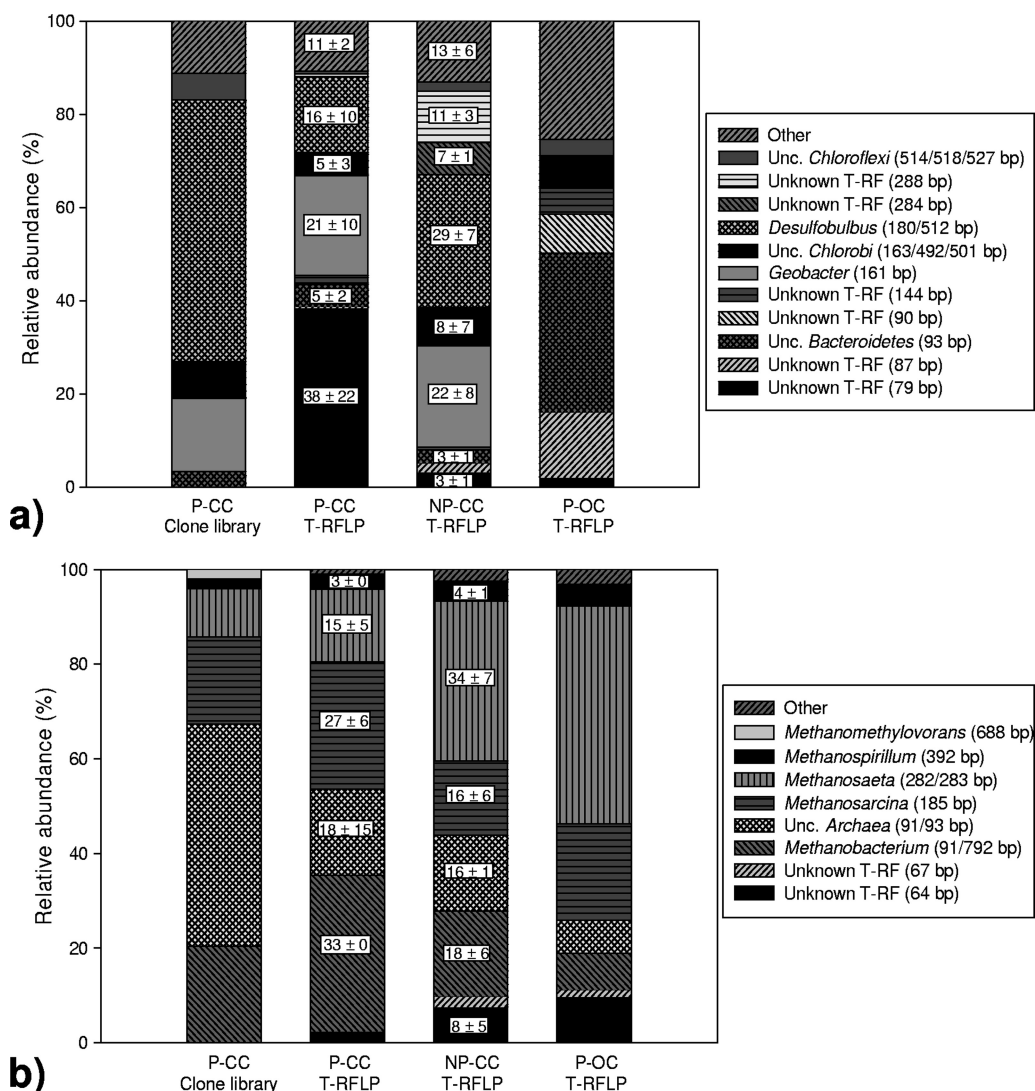 100
80
60
40
20
0
Relative abundance (%)
11 ± 2
16 ± 10
5 ± 3
21 ± 10
5 ± 2
38 ± 22
13 ± 6
11 ± 3
7 ± 1
29 ± 7
8 ± 7
22 ± 8
3 ± 1
3 ± 1
P-CC
Clone library
P-CC
T-RFLP
NP-CC
T-RFLP
P-OC
T-RFLP
a)
Other
Unc. Chloroflexi (514/518/527 bp)
Unknown T-RF (288 bp)
Unknown T-RF (284 bp)
Desulfobulbus (180/512 bp)
Unc. Chlorobi (163/492/501 bp)
Geobacter (161 bp)
Unknown T-RF (144 bp)
Unknown T-RF (90 bp)
Unc. Bacteroidetes (93 bp)
Unknown T-RF (87 bp)
Unknown T-RF (79 bp)
100
80
60
40
20
0
Relative abundance (%)
3 ± 0
15 ± 5
27 ± 6
18 ± 15
33 ± 0
4 ± 1
34 ± 7
16 ± 6
16 ± 1
18 ± 6
8 ± 5
P-CC
Clone library
P-CC
T-RFLP
NP-CC
T-RFLP
P-OC
T-RFLP
b)
Other
Methanomethylovorans (688 bp)
Methanospirillum (392 bp)
Methanosaeta (282/283 bp)
Methanosarcina (185 bp)
Unc. Archaea (91/93 bp)
Methanobacterium (91/792 bp)
Unknown T-RF (67 bp)
Unknown T-RF (64 bp)